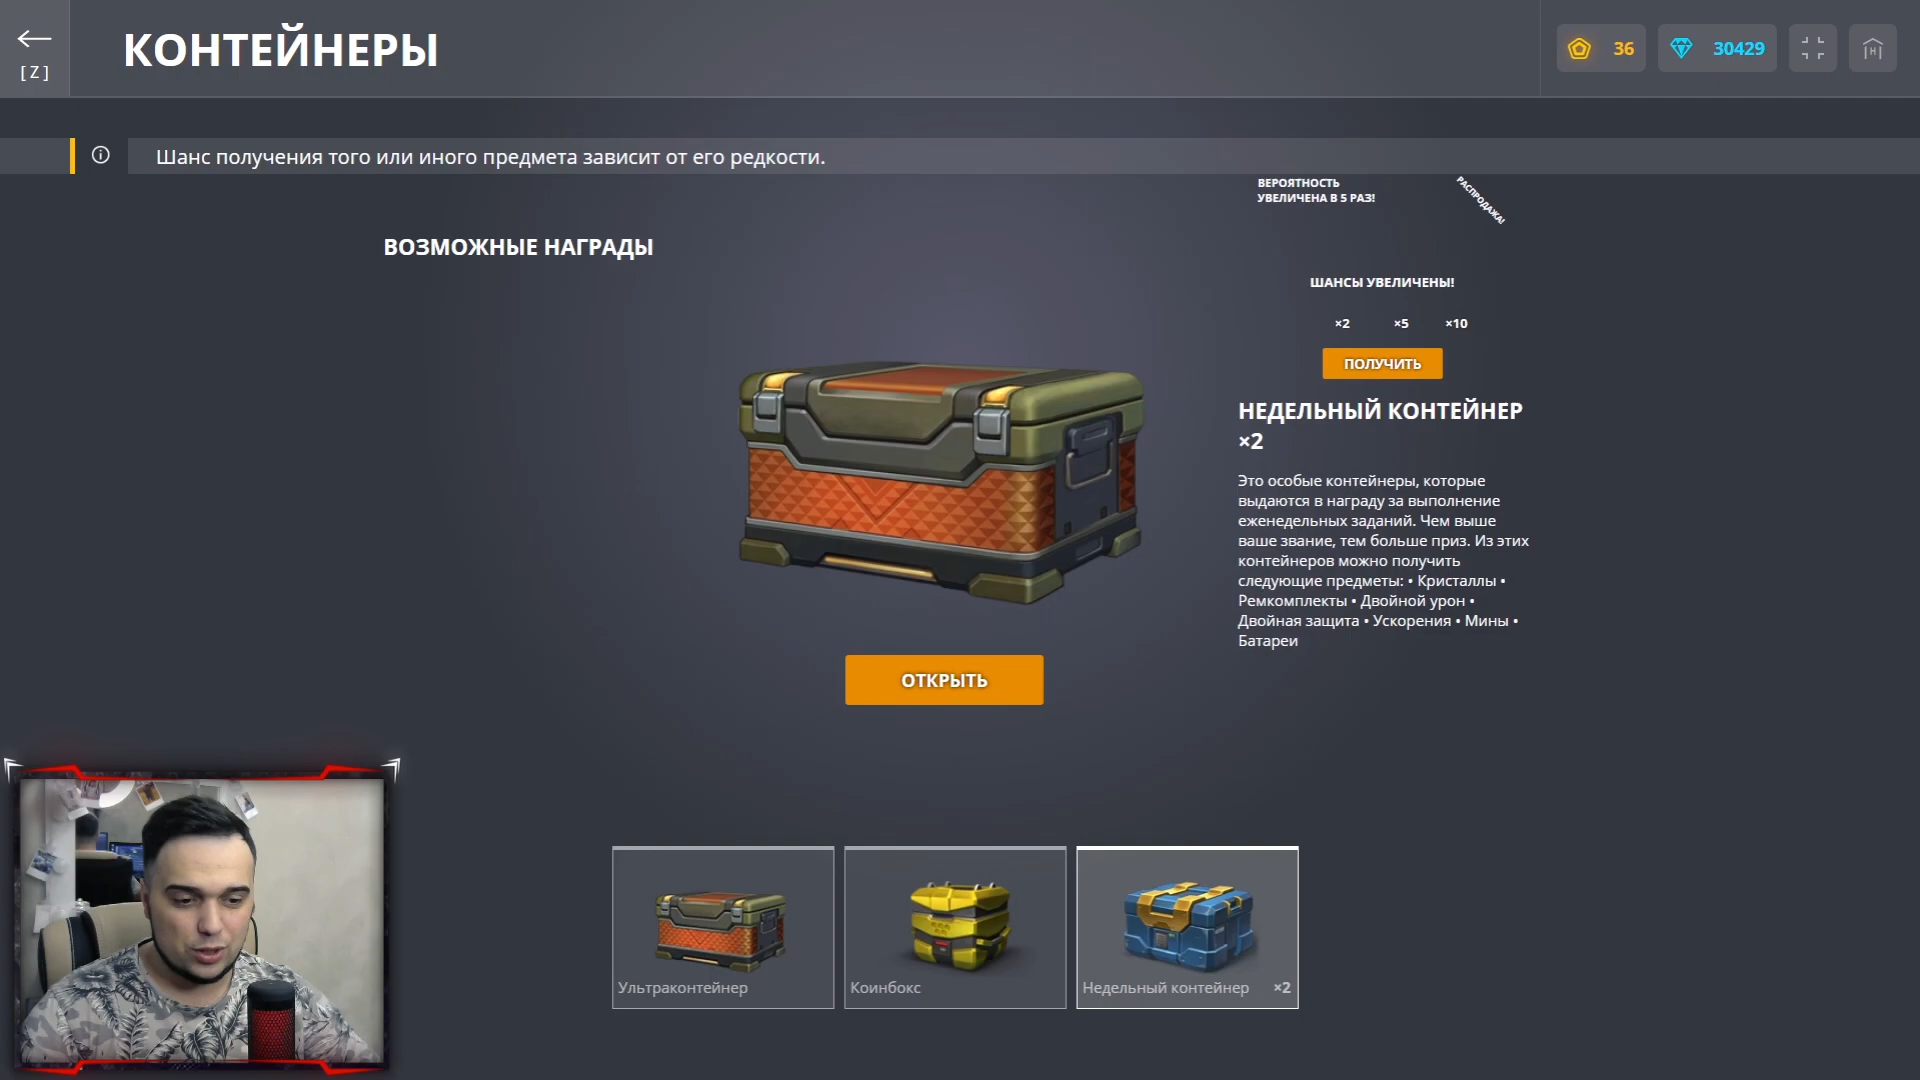 КОНТЕЙНЕРЫ
36
30429
[Z]
Шанс получения того или иного предмета зависит от его редкости.
ВЕРОЯТНОСТЬ
УВЕЛИЧЕНА В 5 РАЗ!
РАСПРОДАЖА!
ВОЗМОЖНЫЕ НАГРАДЫ
ШАНСЫ УВЕЛИЧЕНЫ!
×2 ×5 ×10
ПОЛУЧИТЬ
НЕДЕЛЬНЫЙ КОНТЕЙНЕР
×2
Это особые контейнеры, которые
выдаются в награду за выполнение
еженедельных заданий. Чем выше
ваше звание, тем больше приз. Из этих
контейнеров можно получить
следующие предметы: • Кристаллы •
Ремкомплекты • Двойной урон •
Двойная защита • Ускорения • Мины •
Батареи
ОТКРЫТЬ
Ультраконтейнер
Коинбокс
Недельный контейнер ×2